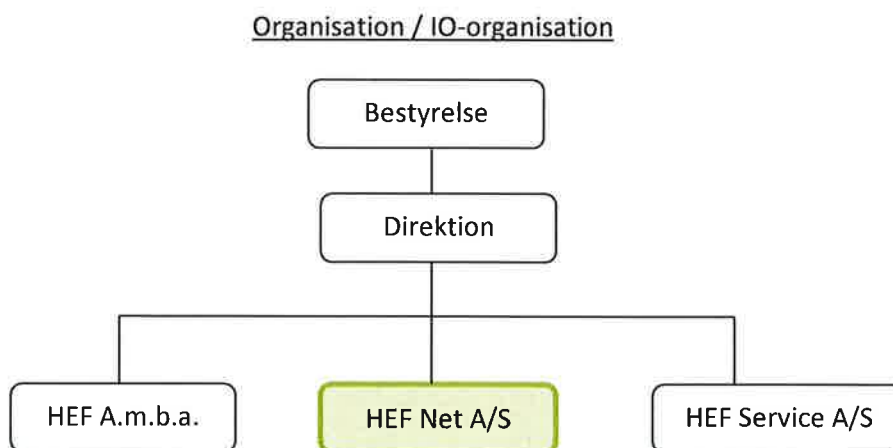 Organisation / IO-organisation
Bestyrelse
Direktion
HEF A.m.b.a.
HEF Net A/S
HEF Service A/S